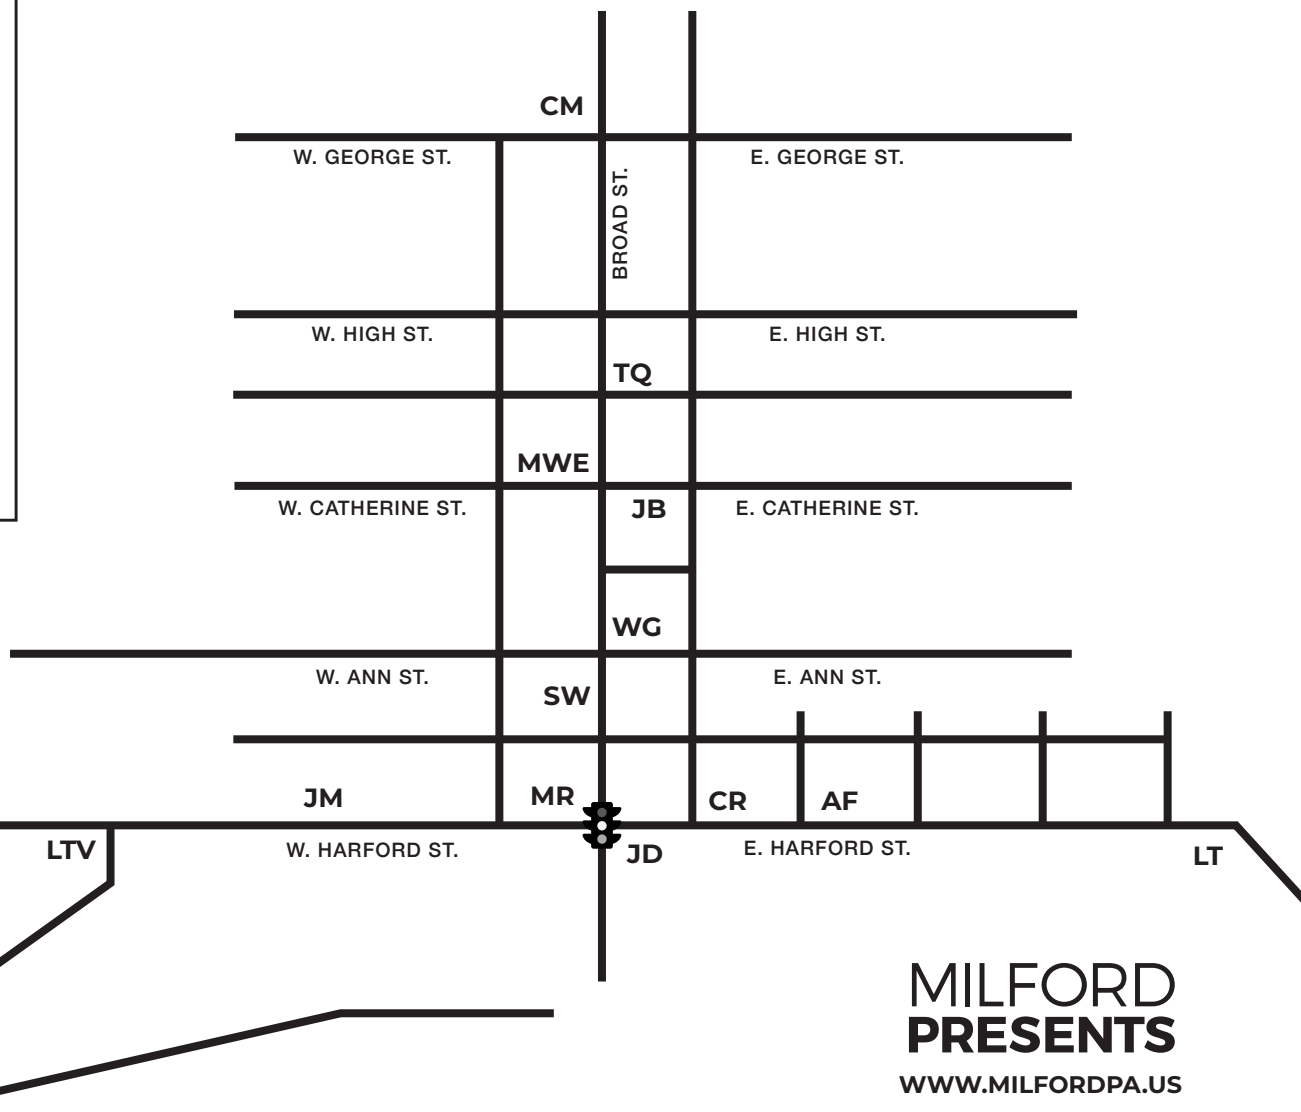 CM
W. GEORGE ST.
E. GEORGE ST.
BROAD ST.
W. HIGH ST.
E. HIGH ST.
TQ
MWE
W. CATHERINE ST.
JB
E. CATHERINE ST.
WG
W. ANN ST.
E. ANN ST.
SW
JM
MR
CR
AF
LTV
W. HARFORD ST.
JD
E. HARFORD ST.
LT
MILFORD
PRESENTS
WWW.MILFORDPA.US